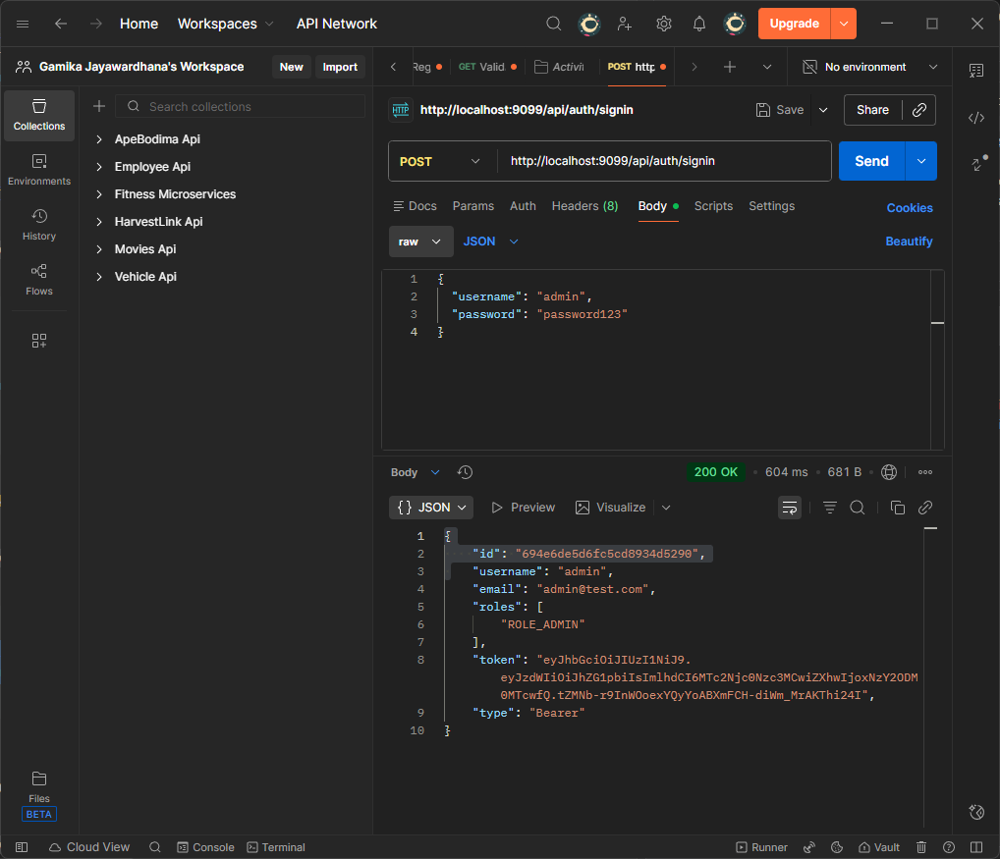 Home Workspaces API Network Upgrade
Gamika Jayawardhana's Workspace New Import
Reg GET Valid POST http No environment
Collections
Environments
History
Flows
Files
BETA
Search collections
ApeBodima Api
Employee Api
Fitness Microservices
HarvestLink Api
Movies Api
Vehicle Api
HTTP http://localhost:9099/api/auth/signin Save Share
POST http://localhost:9099/api/auth/signin Send
Docs Params Auth Headers (8) Body Scripts Settings Cookies
raw JSON Beautify
1 {
2 "username": "admin",
3 "password": "password123"
4 }
Body 200 OK • 604 ms • 681 B
{} JSON Preview Visualize
1 {
2 "id": "694e6de5d6fc5cd8934d5290",
3 "username": "admin",
4 "email": "admin@test.com",
5 "roles": [
6 "ROLE_ADMIN"
7 ],
8 "token": "eyJhbGciOiJIUzI1NiJ9.
eyJzdWIiOiJhZG1pbiIsImlhdCI6MTc2Njc0Nzc3MCwiZXhwIjoxNzY2ODM
0MTcwfQ.tZMNb-r9InWOoexYQyYoABXmFCH-diWm_MrAKThi24I",
9 "type": "Bearer"
10 }
Cloud View Console Terminal Runner Vault